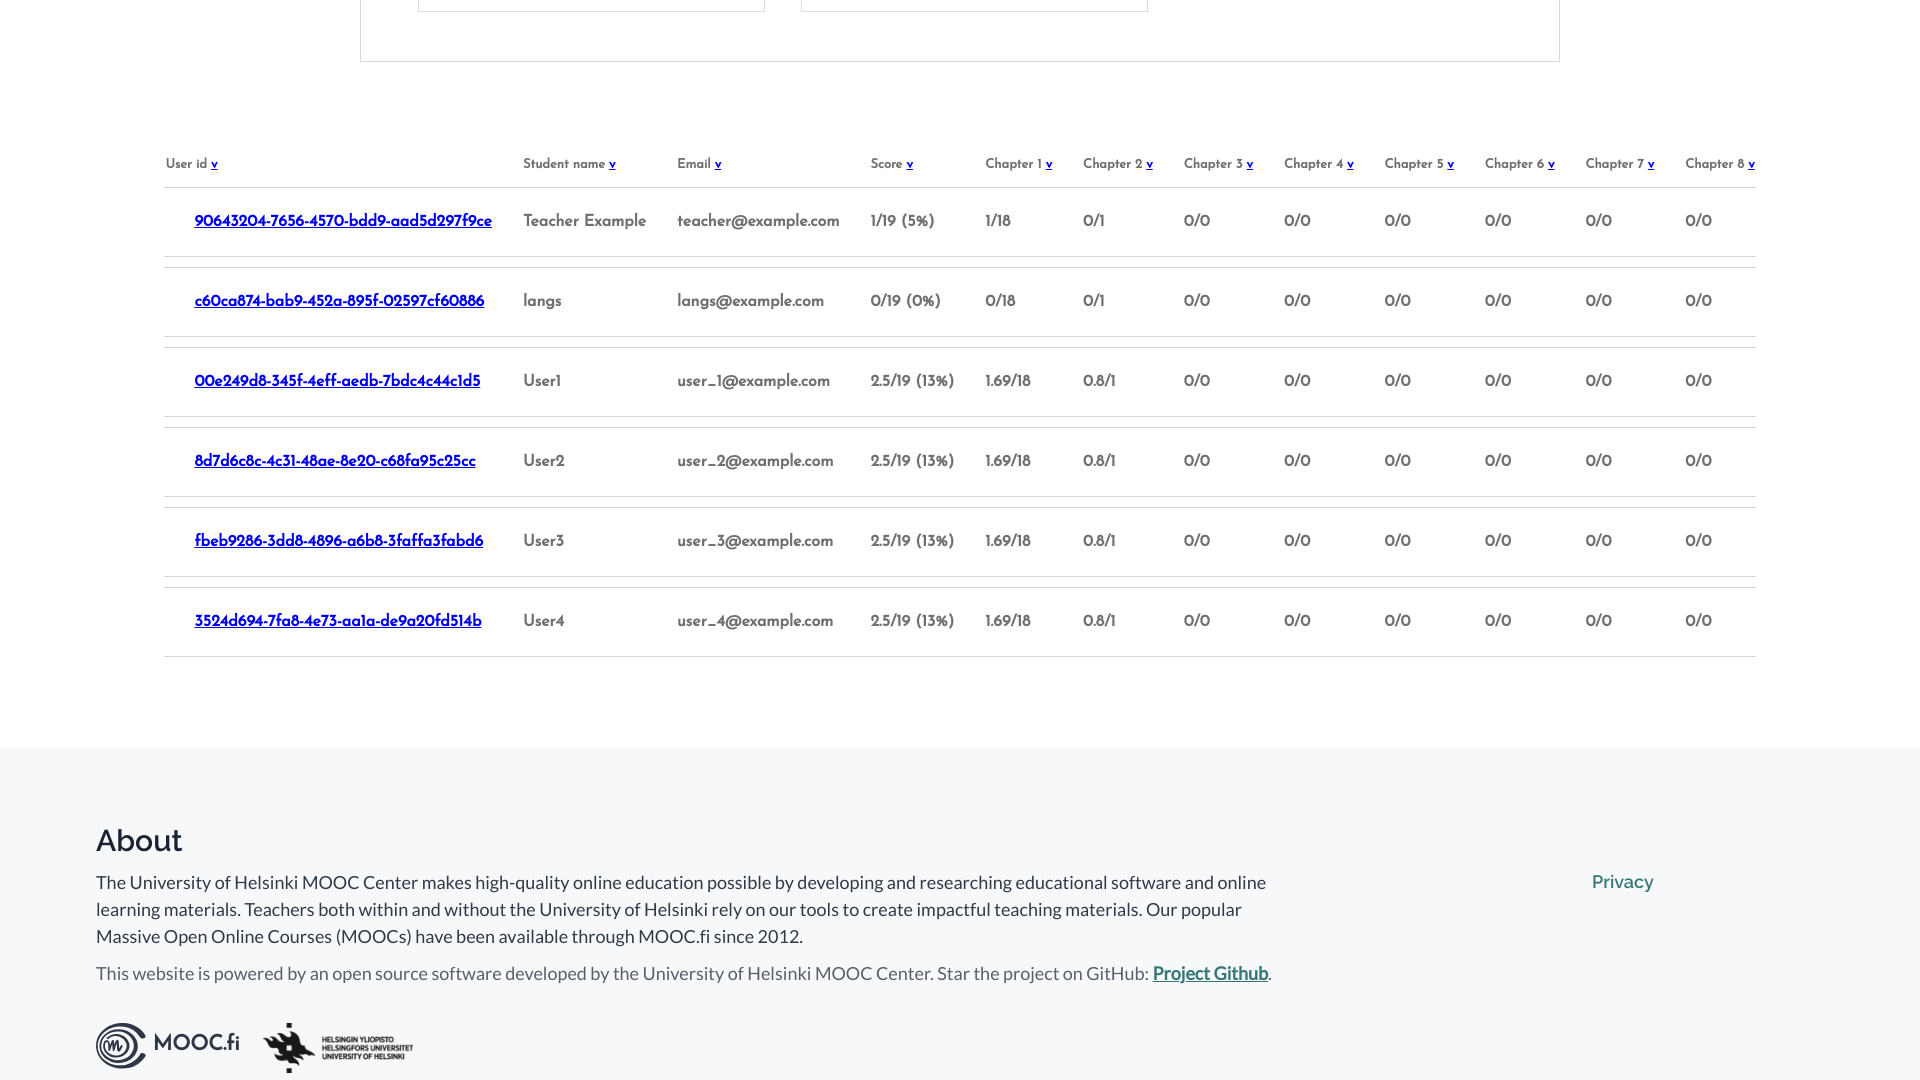 User id v Student name v Email v Score v Chapter 1 v Chapter 2 v Chapter 3 v Chapter 4 v Chapter 5 v Chapter 6 v Chapter 7 v Chapter 8 v
90643204-7656-4570-bdd9-aad5d297f9ce Teacher Example teacher@example.com 1/19 (5%) 1/18 0/1 0/0 0/0 0/0 0/0 0/0 0/0
c60ca874-bab9-452a-895f-02597cf60886 langs langs@example.com 0/19 (0%) 0/18 0/1 0/0 0/0 0/0 0/0 0/0 0/0
00e249d8-345f-4eff-aedb-7bdc4c44c1d5 User1 user_1@example.com 2.5/19 (13%) 1.69/18 0.8/1 0/0 0/0 0/0 0/0 0/0 0/0
8d7d6c8c-4c31-48ae-8e20-c68fa95c25cc User2 user_2@example.com 2.5/19 (13%) 1.69/18 0.8/1 0/0 0/0 0/0 0/0 0/0 0/0
fbeb9286-3dd8-4896-a6b8-3faffa3fabd6 User3 user_3@example.com 2.5/19 (13%) 1.69/18 0.8/1 0/0 0/0 0/0 0/0 0/0 0/0
3524d694-7fa8-4e73-aa1a-de9a20fd514b User4 user_4@example.com 2.5/19 (13%) 1.69/18 0.8/1 0/0 0/0 0/0 0/0 0/0 0/0
About
The University of Helsinki MOOC Center makes high-quality online education possible by developing and researching educational software and online
learning materials. Teachers both within and without the University of Helsinki rely on our tools to create impactful teaching materials. Our popular
Massive Open Online Courses (MOOCs) have been available through MOOC.fi since 2012.
This website is powered by an open source software developed by the University of Helsinki MOOC Center. Star the project on GitHub: Project Github.
Privacy
MOOC.fi
HELSINGIN YLIOPISTO
HELSINGFORS UNIVERSITET
UNIVERSITY OF HELSINKI